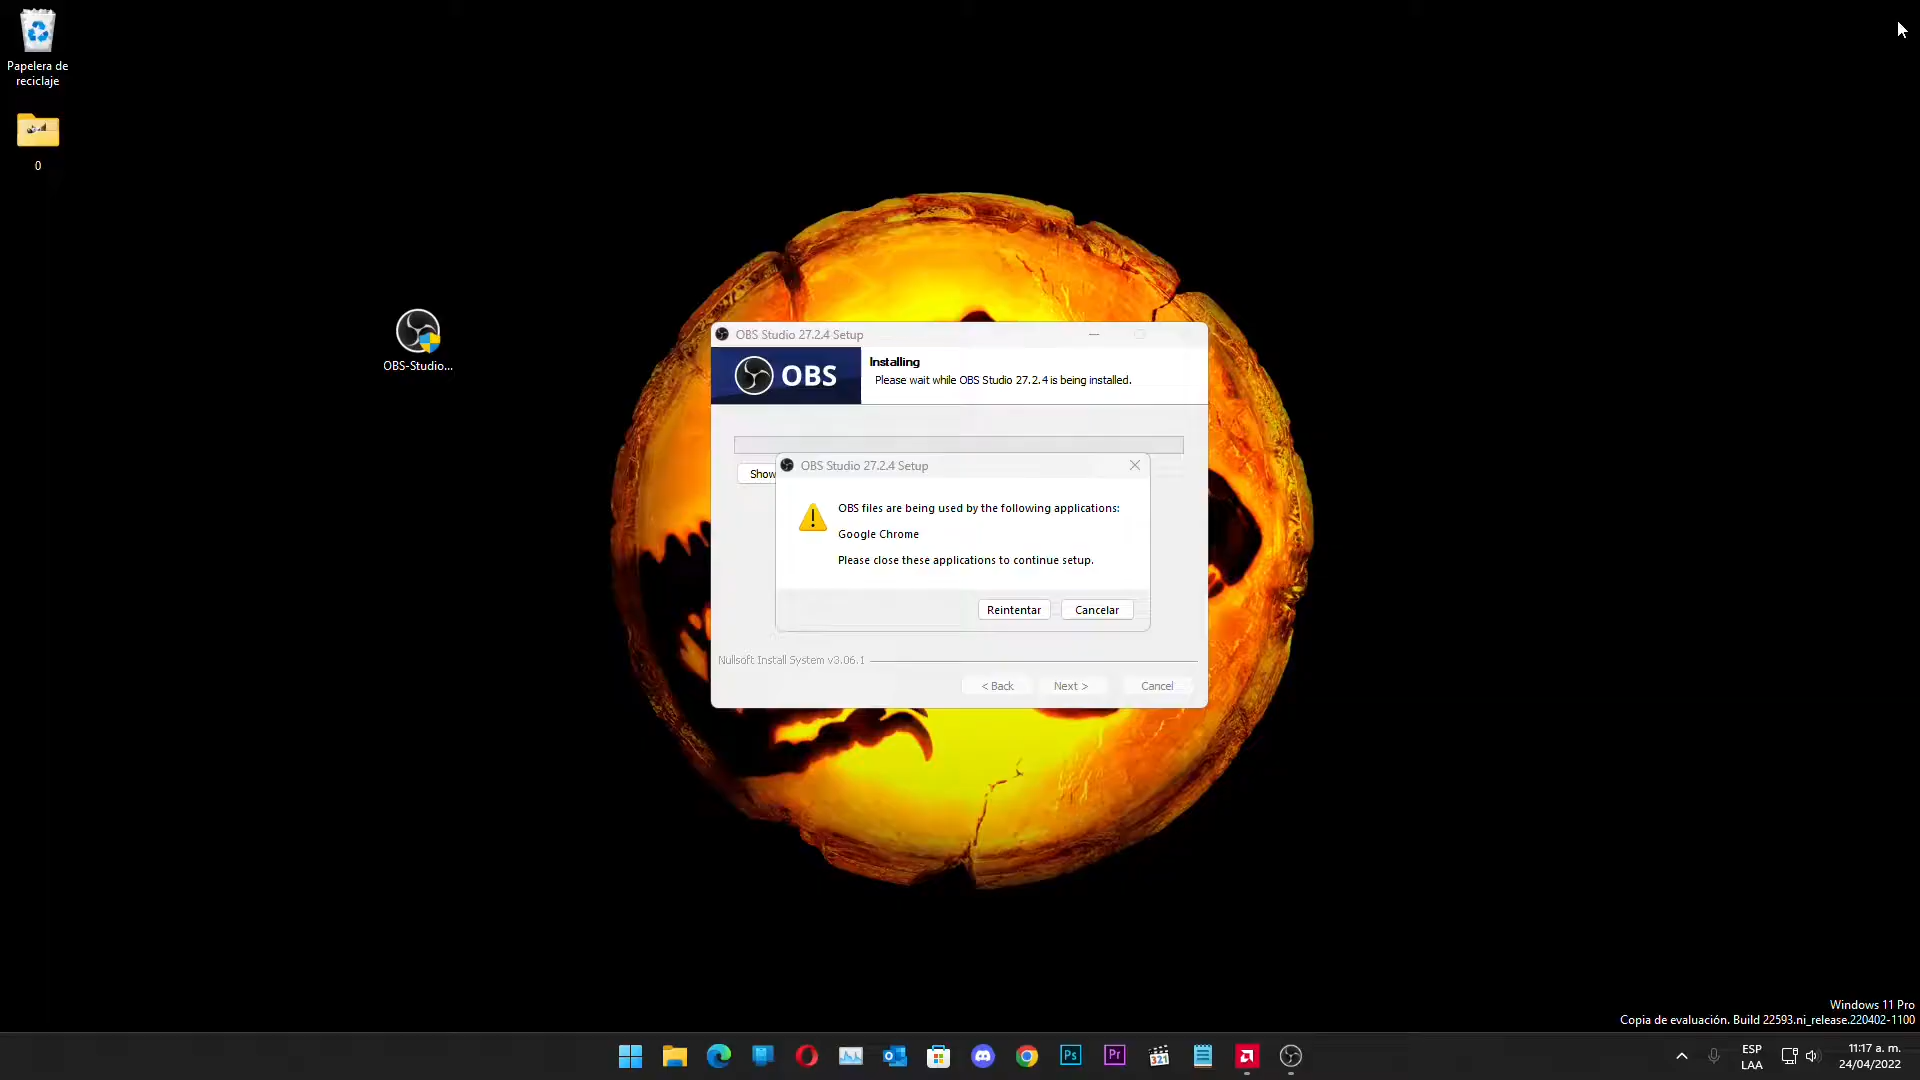 Papelera de
reciclaje
0
OBS-Studio...
OBS Studio 27.2.4 Setup
OBS
Installing
Please wait while OBS Studio 27.2.4 is being installed.
Show
OBS Studio 27.2.4 Setup
OBS files are being used by the following applications:
Google Chrome
Please close these applications to continue setup.
Reintentar
Cancelar
Nullsoft Install System v3.06.1
< Back
Next >
Cancel
Windows 11 Pro
Copia de evaluación. Build 22593.ni_release.220402-1100
Ps
Pr
321
ESP
LAA
11:17 a. m.
24/04/2022